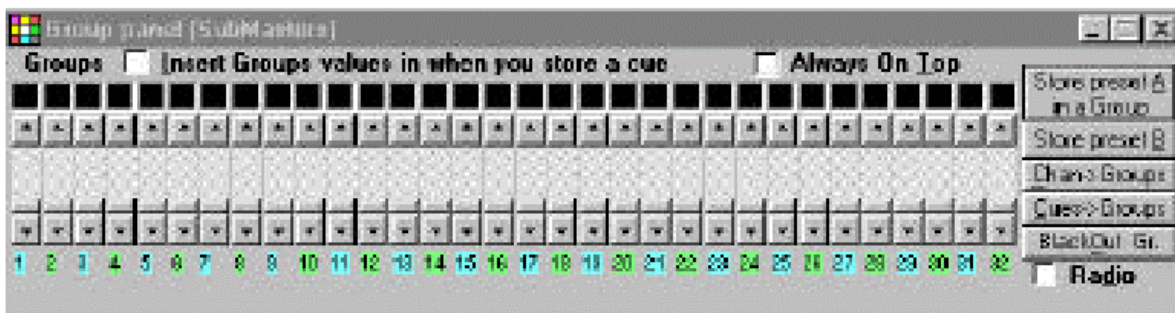 Group panel [SubMasters]
Groups Insert Groups values in when you store a cue Always On Top
Store preset A
in a Group
Store preset B
Chan-> Groups
Cues-> Groups
BlackOut Gr.
1 2 3 4 5 6 7 8 9 10 11 12 13 14 15 16 17 18 19 20 21 22 23 24 25 26 27 28 29 30 31 32
Radio